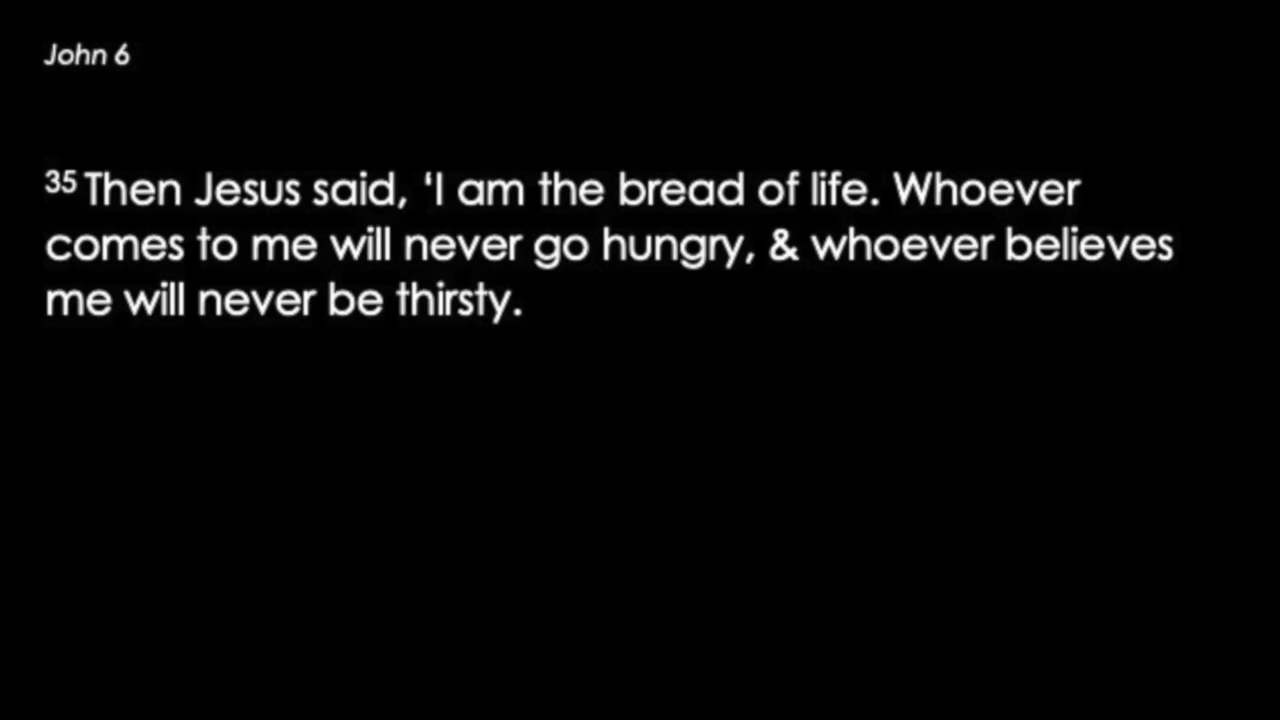 John 6
35 Then Jesus said, ‘I am the bread of life. Whoever
comes to me will never go hungry, & whoever believes
me will never be thirsty.